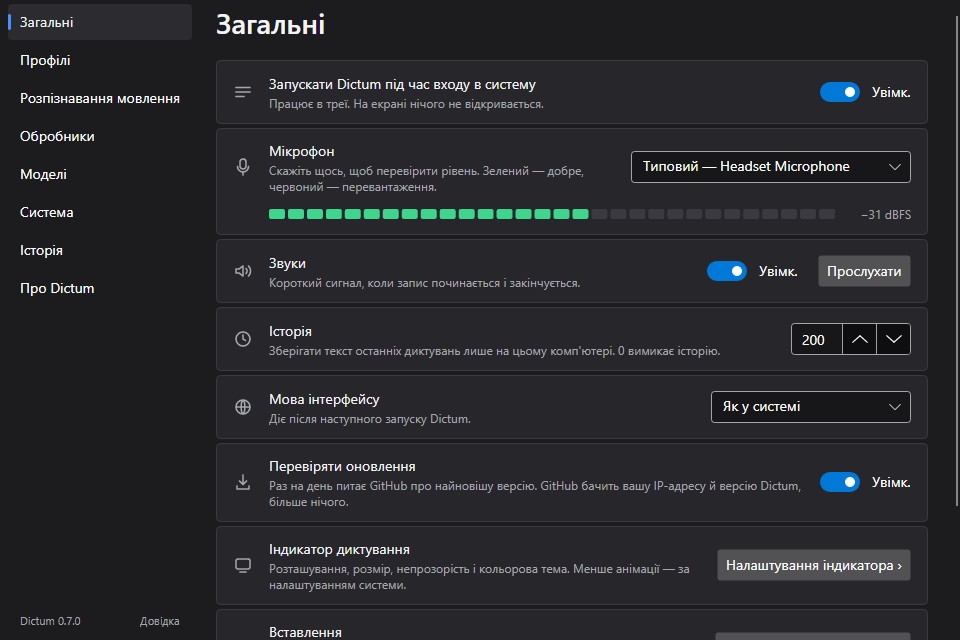 Загальні
Профілі
Розпізнавання мовлення
Обробники
Моделі
Система
Історія
Про Dictum
Dictum 0.7.0
Довідка
Загальні
Запускати Dictum під час входу в систему
Працює в треї. На екрані нічого не відкривається.
Увімк.
Мікрофон
Скажіть щось, щоб перевірити рівень. Зелений — добре,
червоний — перевантаження.
Типовий — Headset Microphone
−31 dBFS
Звуки
Короткий сигнал, коли запис починається і закінчується.
Увімк.
Прослухати
Історія
Зберігати текст останніх диктувань лише на цьому комп'ютері. 0 вимикає історію.
200
Мова інтерфейсу
Діє після наступного запуску Dictum.
Як у системі
Перевіряти оновлення
Раз на день питає GitHub про найновішу версію. GitHub бачить вашу IP-адресу й версію Dictum,
більше нічого.
Увімк.
Індикатор диктування
Розташування, розмір, непрозорість і кольорова тема. Менше анімації — за
налаштуванням системи.
Налаштування індикатора ›
Вставлення